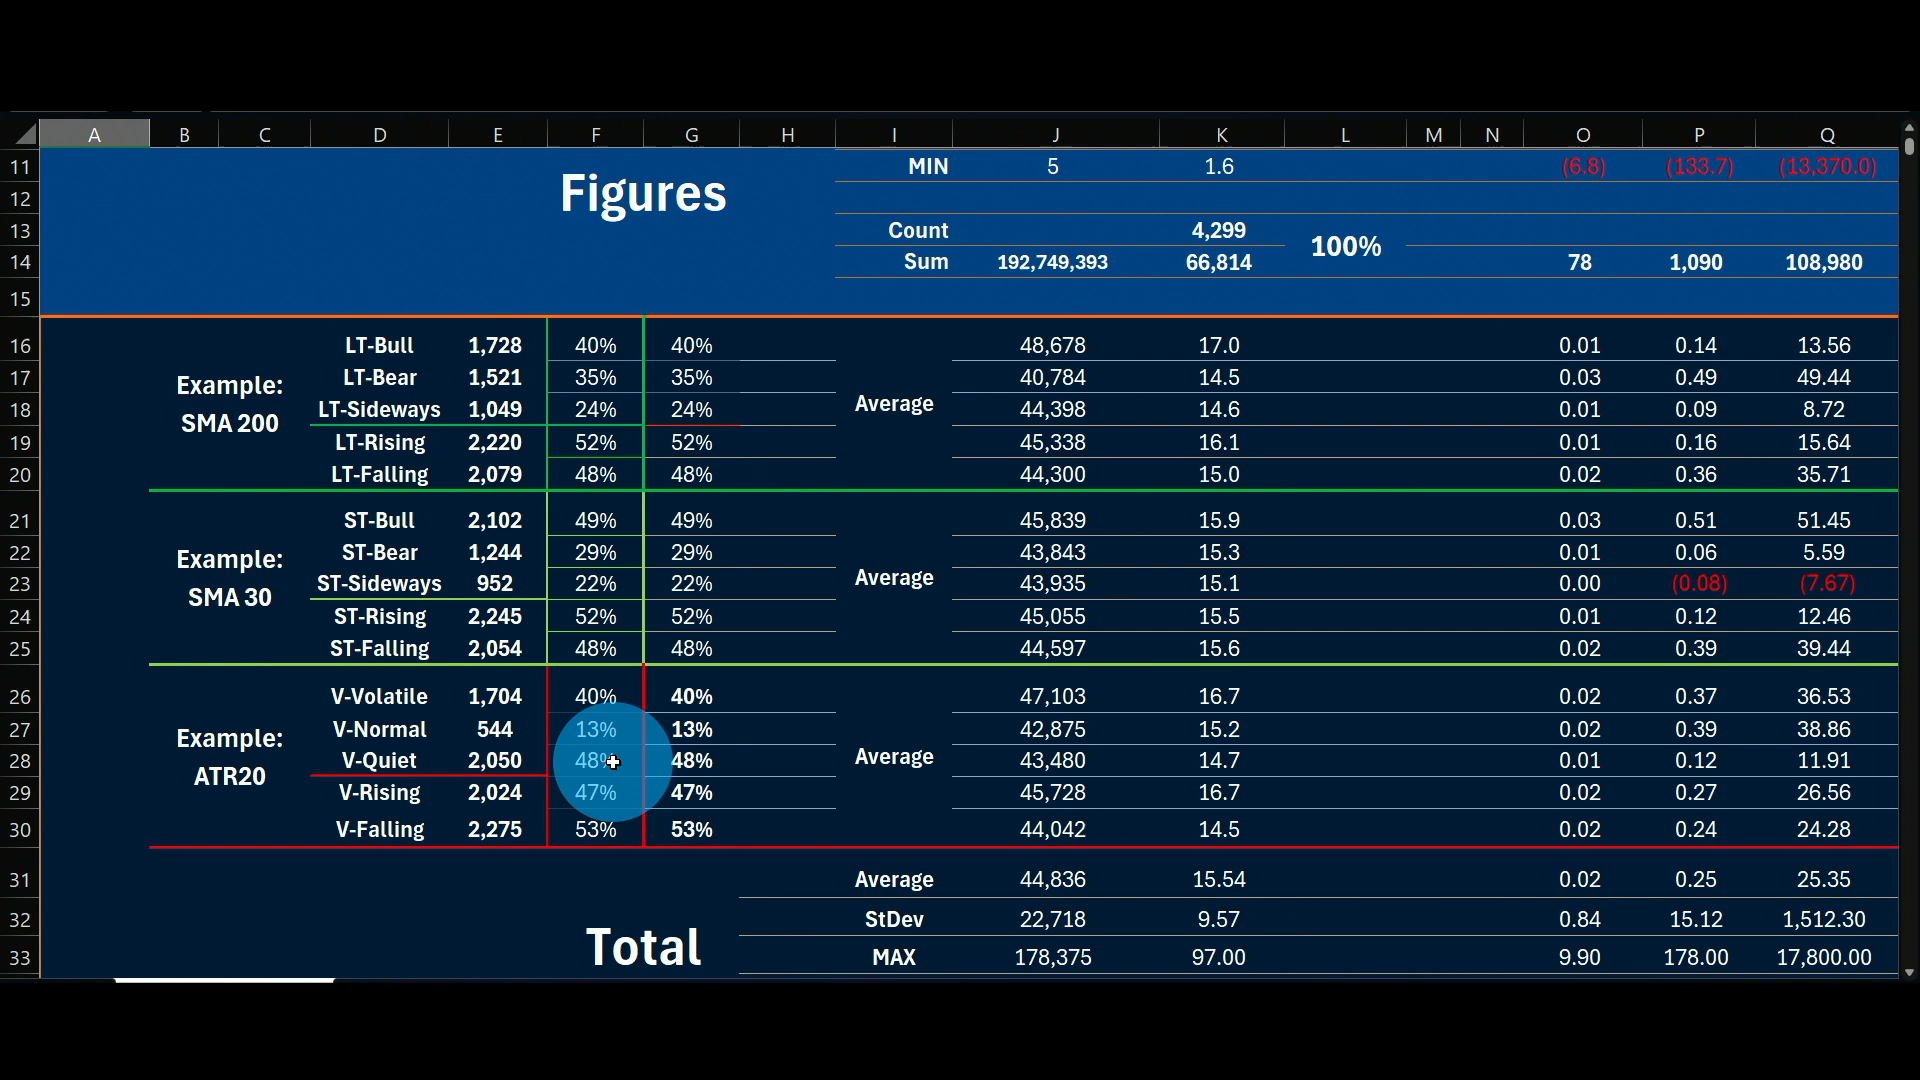 A B C D E F G H I J K L M N O P Q
11 Figures MIN 5 1.6 (6.8) (133.7) (13,370.0)
12
13 Count 4,299 100%
14 Sum 192,749,393 66,814 78 1,090 108,980
15
16 LT-Bull 1,728 40% 40% 48,678 17.0 0.01 0.14 13.56
17 Example: LT-Bear 1,521 35% 35% 40,784 14.5 0.03 0.49 49.44
18 SMA 200 LT-Sideways 1,049 24% 24% Average 44,398 14.6 0.01 0.09 8.72
19 LT-Rising 2,220 52% 52% 45,338 16.1 0.01 0.16 15.64
20 LT-Falling 2,079 48% 48% 44,300 15.0 0.02 0.36 35.71
21 ST-Bull 2,102 49% 49% 45,839 15.9 0.03 0.51 51.45
22 Example: ST-Bear 1,244 29% 29% 43,843 15.3 0.01 0.06 5.59
23 SMA 30 ST-Sideways 952 22% 22% Average 43,935 15.1 0.00 (0.08) (7.67)
24 ST-Rising 2,245 52% 52% 45,055 15.5 0.01 0.12 12.46
25 ST-Falling 2,054 48% 48% 44,597 15.6 0.02 0.39 39.44
26 V-Volatile 1,704 40% 40% 47,103 16.7 0.02 0.37 36.53
27 Example: V-Normal 544 13% 13% 42,875 15.2 0.02 0.39 38.86
28 ATR20 V-Quiet 2,050 48% 48% Average 43,480 14.7 0.01 0.12 11.91
29 V-Rising 2,024 47% 47% 45,728 16.7 0.02 0.27 26.56
30 V-Falling 2,275 53% 53% 44,042 14.5 0.02 0.24 24.28
31 Average 44,836 15.54 0.02 0.25 25.35
32 Total StDev 22,718 9.57 0.84 15.12 1,512.30
33 MAX 178,375 97.00 9.90 178.00 17,800.00